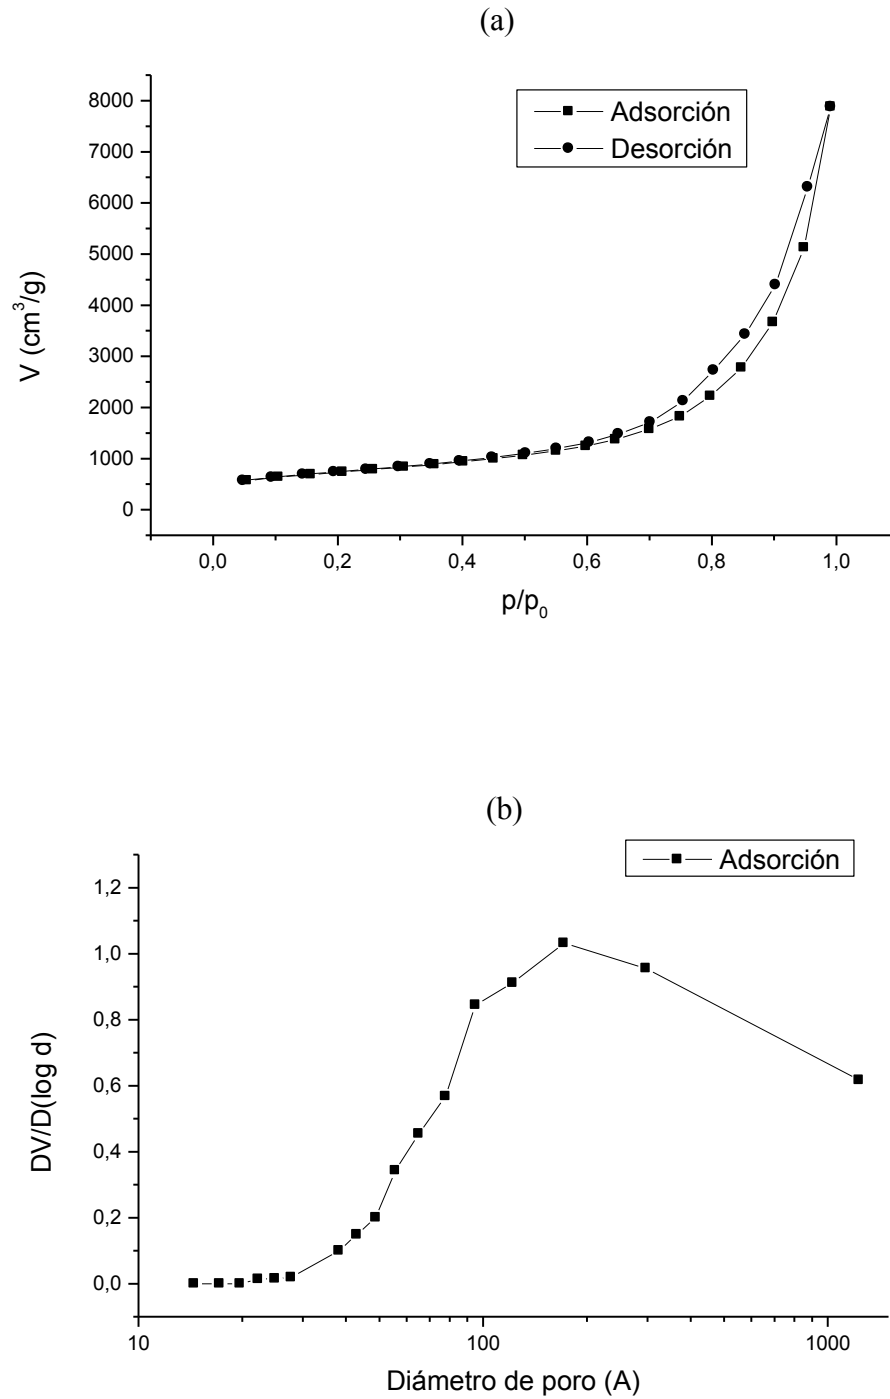 (a)
Adsorción
Desorción
8000
7000
6000
5000
4000
3000
2000
1000
0
V (cm³/g)
0,0 0,2 0,4 0,6 0,8 1,0
p/p₀
(b)
Adsorción
1,2
1,0
0,8
0,6
0,4
0,2
0,0
DV/D(log d)
10 100 1000
Diámetro de poro (A)